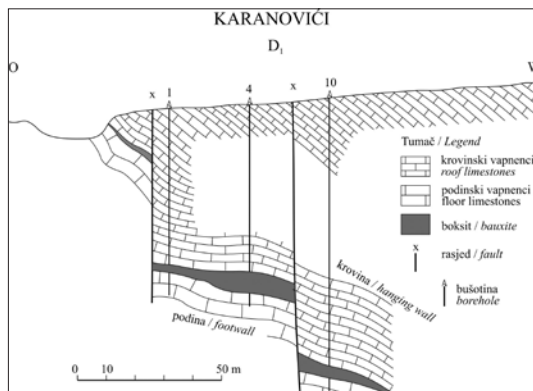 KARANOVIĆI
D₁
O
x 1 4 x 10
Tumač / Legend
krovinski vapnenci
roof limestones
podinski vapnenci
floor limestones
boksit / bauxite
x
rasjed / fault
bušotina
borehole
krovina / hanging wall
podina / footwall
0 10 50 m